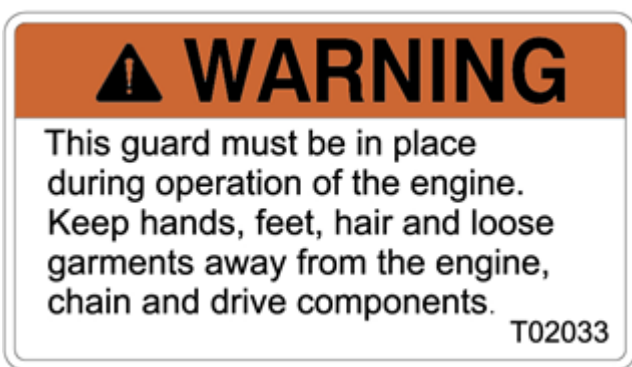 WARNING
This guard must be in place
during operation of the engine.
Keep hands, feet, hair and loose
garments away from the engine,
chain and drive components.
T02033